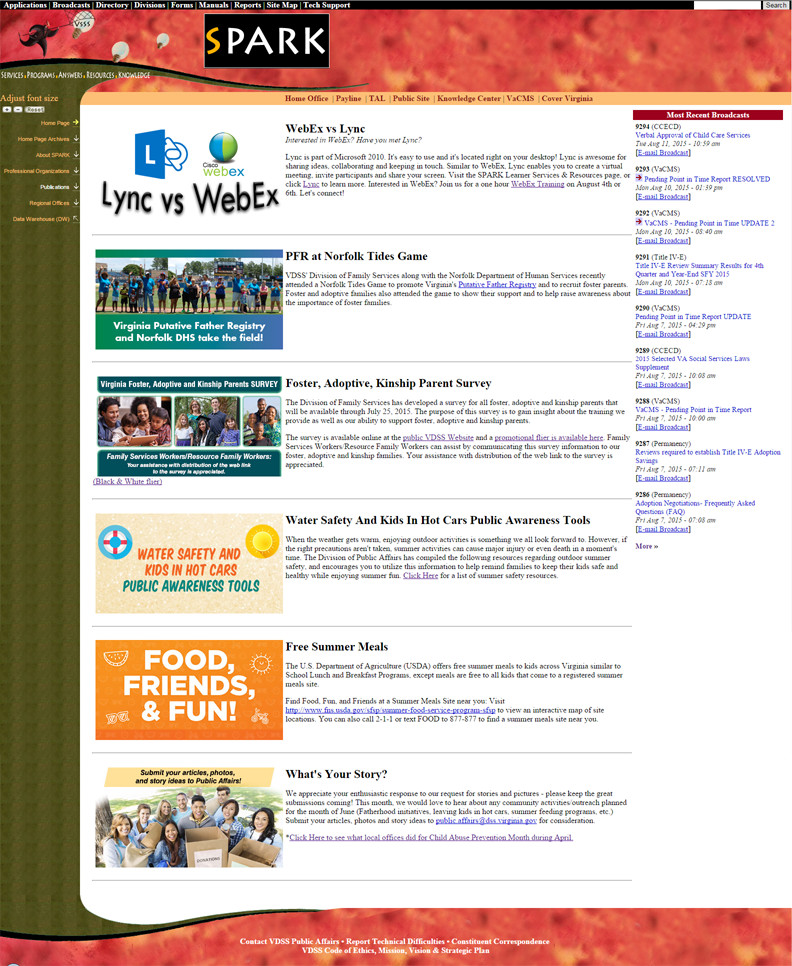 Applications | Broadcasts | Directory | Divisions | Forms | Manuals | Reports | Site Map | Tech Support
Search
VSSS
SPARK
SERVICES, PROGRAMS, ANSWERS, RESOURCES, KNOWLEDGE
Adjust font size
+ - Reset
Home Office | Payline | TAL | Public Site | Knowledge Center | VaCMS | Cover Virginia
Home Page
Home Page Archives
About SPARK
Professional Organizations
Publications
Regional Offices
Data Warehouse (DW)
Cisco
webex
Lync vs WebEx
WebEx vs Lync
Interested in WebEx? Have you met Lync?
Lync is part of Microsoft 2010. It's easy to use and it's located right on your desktop! Lync is awesome for
sharing ideas, collaborating and keeping in touch. Similar to WebEx, Lync enables you to create a virtual
meeting, invite participants and share your screen. Visit the SPARK Learner Services & Resources page, or
click Lync to learn more. Interested in WebEx? Join us for a one hour WebEx Training on August 4th or
6th. Let's connect!
Virginia Putative Father Registry
and Norfolk DHS take the field!
PFR at Norfolk Tides Game
VDSS' Division of Family Services along with the Norfolk Department of Human Services recently
attended a Norfolk Tides Game to promote Virginia's Putative Father Registry and to recruit foster parents.
Foster and adoptive families also attended the game to show their support and to help raise awareness about
the importance of foster families.
Virginia Foster, Adoptive and Kinship Parents SURVEY
Family Services Workers/Resource Family Workers:
Your assistance with distribution of the web link
to the survey is appreciated.
(Black & White flier)
Foster, Adoptive, Kinship Parent Survey
The Division of Family Services has developed a survey for all foster, adoptive and kinship parents that
will be available through July 25, 2015. The purpose of this survey is to gain insight about the training we
provide as well as our ability to support foster, adoptive and kinship parents.
The survey is available online at the public VDSS Website and a promotional flier is available here. Family
Services Workers/Resource Family Workers can assist by communicating this survey information to our
foster, adoptive and kinship families. Your assistance with distribution of the web link to the survey is
appreciated.
WATER SAFETY AND
KIDS IN HOT CARS
PUBLIC AWARENESS TOOLS
Water Safety And Kids In Hot Cars Public Awareness Tools
When the weather gets warm, enjoying outdoor activities is something we all look forward to. However, if
the right precautions aren't taken, summer activities can cause major injury or even death in a moment's
time. The Division of Public Affairs has compiled the following resources regarding outdoor summer
safety, and encourages you to utilize this information to help remind families to keep their kids safe and
healthy while enjoying summer fun. Click Here for a list of summer safety resources.
FOOD,
FRIENDS,
& FUN!
Free Summer Meals
The U.S. Department of Agriculture (USDA) offers free summer meals to kids across Virginia similar to
School Lunch and Breakfast Programs, except meals are free to all kids that come to a registered summer
meals site.
Find Food, Fun, and Friends at a Summer Meals Site near you: Visit
http://www.fns.usda.gov/sfsp/summer-food-service-program-sfsp to view an interactive map of site
locations. You can also call 2-1-1 or text FOOD to 877-877 to find a summer meals site near you.
Submit your articles, photos,
and story ideas to Public Affairs!
DONATIONS
What's Your Story?
We appreciate your enthusiastic response to our request for stories and pictures - please keep the great
submissions coming! This month, we would love to hear about any community activities/outreach planned
for the month of June (Fatherhood initiatives, leaving kids in hot cars, summer feeding programs, etc.)
Submit your articles, photos and story ideas to public.affairs@dss.virginia.gov for consideration.
*Click Here to see what local offices did for Child Abuse Prevention Month during April.
Most Recent Broadcasts
9294 (CCECD)
Verbal Approval of Child Care Services
Tue Aug 11, 2015 - 10:59 am
[E-mail Broadcast]
9293 (VaCMS)
Pending Point in Time Report RESOLVED
Mon Aug 10, 2015 - 01:39 pm
[E-mail Broadcast]
9292 (VaCMS)
VaCMS - Pending Point in Time UPDATE 2
Mon Aug 10, 2015 - 08:40 am
[E-mail Broadcast]
9291 (Title IV-E)
Title IV-E Review Summary Results for 4th
Quarter and Year-End SFY 2015
Mon Aug 10, 2015 - 07:18 am
[E-mail Broadcast]
9290 (VaCMS)
Pending Point in Time Report UPDATE
Fri Aug 7, 2015 - 04:29 pm
[E-mail Broadcast]
9289 (CCECD)
2015 Selected VA Social Services Laws
Supplement
Fri Aug 7, 2015 - 10:08 am
[E-mail Broadcast]
9288 (VaCMS)
VaCMS - Pending Point in Time Report
Fri Aug 7, 2015 - 10:00 am
[E-mail Broadcast]
9287 (Permanency)
Reviews required to establish Title IV-E Adoption
Savings
Fri Aug 7, 2015 - 07:11 am
[E-mail Broadcast]
9286 (Permanency)
Adoption Negotiations- Frequently Asked
Questions (FAQ)
Fri Aug 7, 2015 - 07:08 am
[E-mail Broadcast]
More »
Contact VDSS Public Affairs • Report Technical Difficulties • Constituent Correspondence
VDSS Code of Ethics, Mission, Vision & Strategic Plan